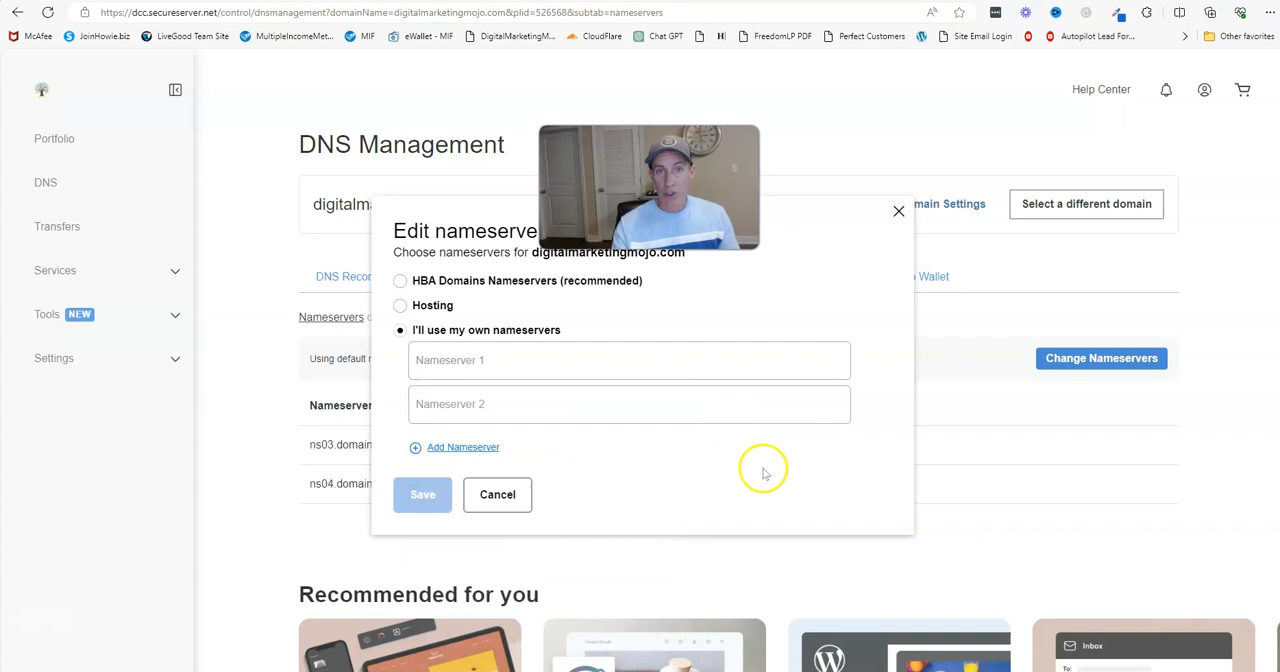 https://dcc.secureserver.net/control/dnsmanagement?domainName=digitalmarketingmojo.com&plid=526568&subtab=nameservers
McAfee JoinHowie.biz LiveGood Team Site MultipleIncomeMet... MIF eWallet - MIF DigitalMarketingM... CloudFlare Chat GPT H FreedomLP PDF Perfect Customers Site Email Login Autopilot Lead For... Other favorites
Help Center
Portfolio
DNS
Transfers
Services
Tools NEW
Settings
DNS Management
digitalma
main Settings
Select a different domain
DNS Recor
Wallet
Nameservers
Using default
Change Nameservers
Nameserver
ns03.domain
ns04.domain
Edit nameserve
Choose nameservers for digitalmarketingmojo.com
HBA Domains Nameservers (recommended)
Hosting
I'll use my own nameservers
Nameserver 1
Nameserver 2
Add Nameserver
Save Cancel
Recommended for you
Inbox
To: